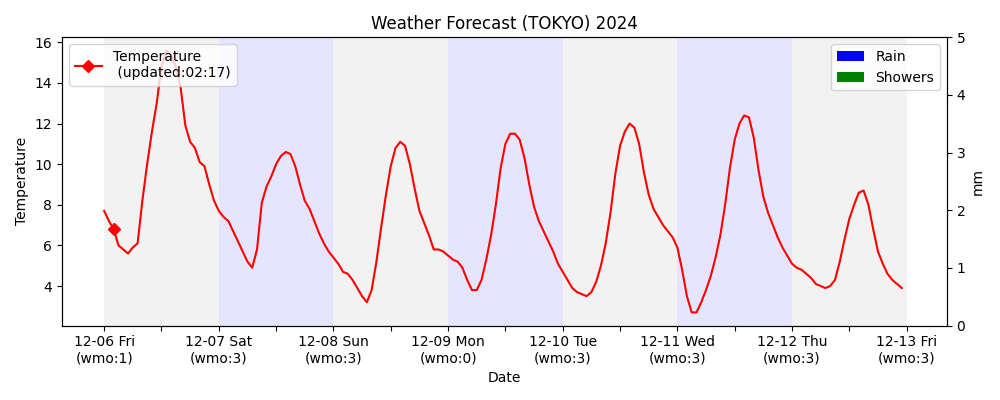 Weather Forecast (TOKYO) 2024
Temperature
(updated:02:17)
Rain
Showers
16
14
12
10
8
6
4
Temperature
5
4
3
2
1
0
mm
12-06 Fri 12-07 Sat 12-08 Sun 12-09 Mon 12-10 Tue 12-11 Wed 12-12 Thu 12-13 Fri
(wmo:1) (wmo:3) (wmo:3) (wmo:0) (wmo:3) (wmo:3) (wmo:3) (wmo:3)
Date